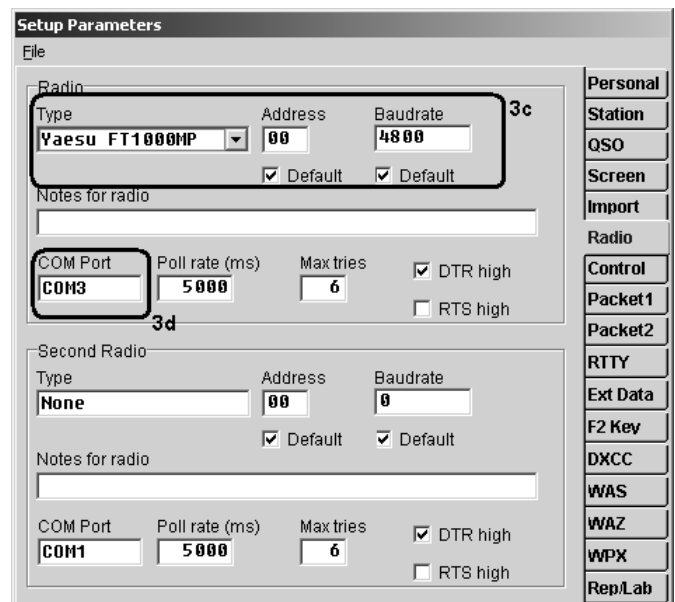 Setup Parameters
File
Radio
Type Address Baudrate 3c
Yaesu FT1000MP 00 4800
Default Default
Notes for radio
COM Port Poll rate (ms) Max tries DTR high
COM3 5000 6
RTS high
3d
Second Radio
Type Address Baudrate
None 00 0
Default Default
Notes for radio
COM Port Poll rate (ms) Max tries DTR high
COM1 5000 6
RTS high
Personal
Station
QSO
Screen
Import
Radio
Control
Packet1
Packet2
RTTY
Ext Data
F2 Key
DXCC
WAS
WAZ
WPX
Rep/Lab